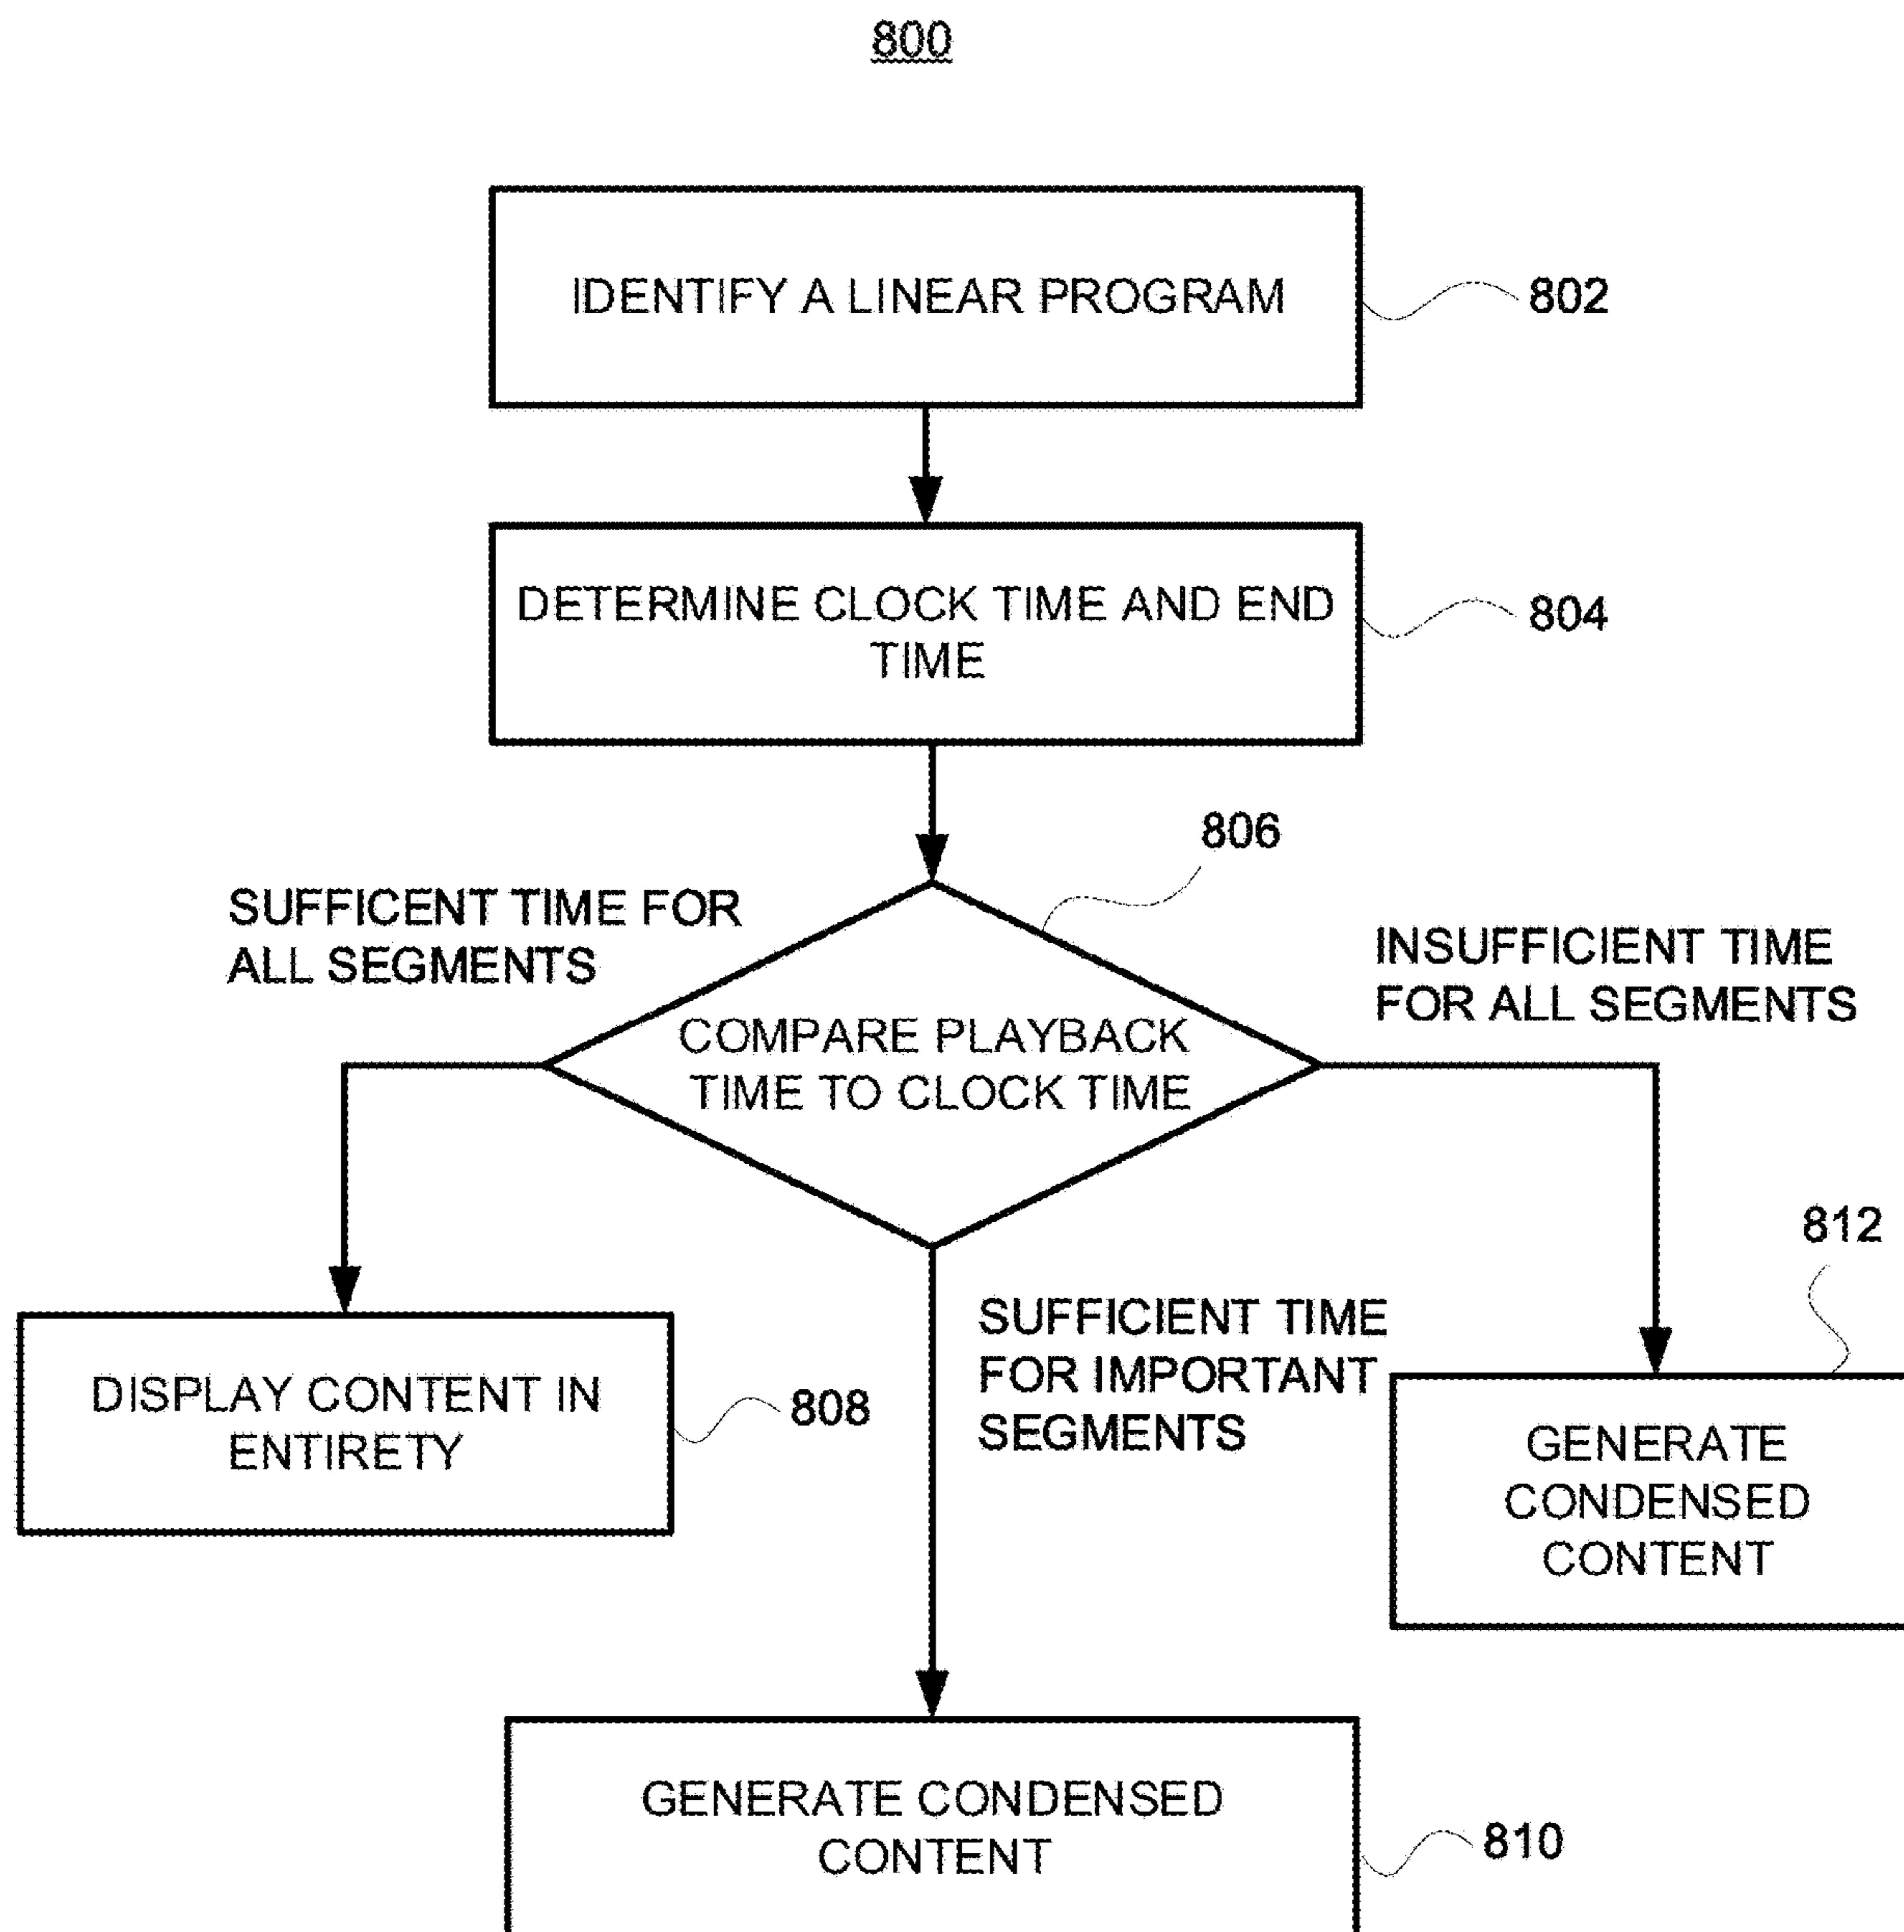 800
IDENTIFY A LINEAR PROGRAM
802
DETERMINE CLOCK TIME AND END
TIME
804
806
SUFFICENT TIME FOR
ALL SEGMENTS
INSUFFICIENT TIME
FOR ALL SEGMENTS
COMPARE PLAYBACK
TIME TO CLOCK TIME
812
SUFFICIENT TIME
FOR IMPORTANT
SEGMENTS
DISPLAY CONTENT IN
ENTIRETY
808
GENERATE
CONDENSED
CONTENT
GENERATE CONDENSED
CONTENT
810